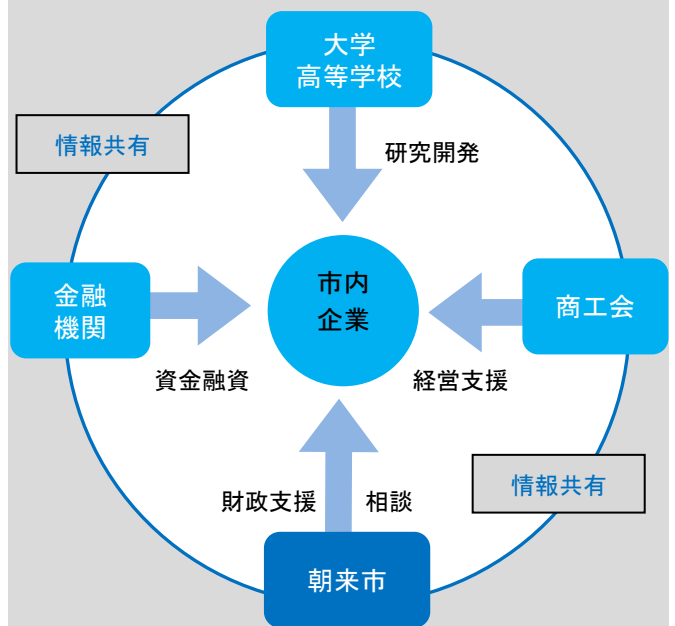 大学
高等学校
情報共有
研究開発
市内
企業
金融
機関
商工会
資金融資
経営支援
財政支援 相談
情報共有
朝来市